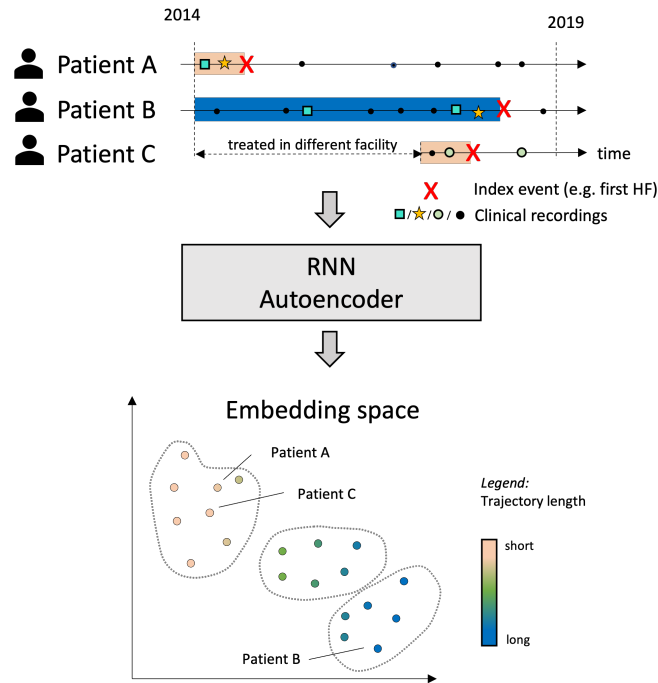 2014
2019
Patient A
Patient B
Patient C
treated in different facility
time
X Index event (e.g. first HF)
/ / / Clinical recordings
RNN
Autoencoder
Embedding space
Patient A
Patient C
Patient B
Legend:
Trajectory length
short
long